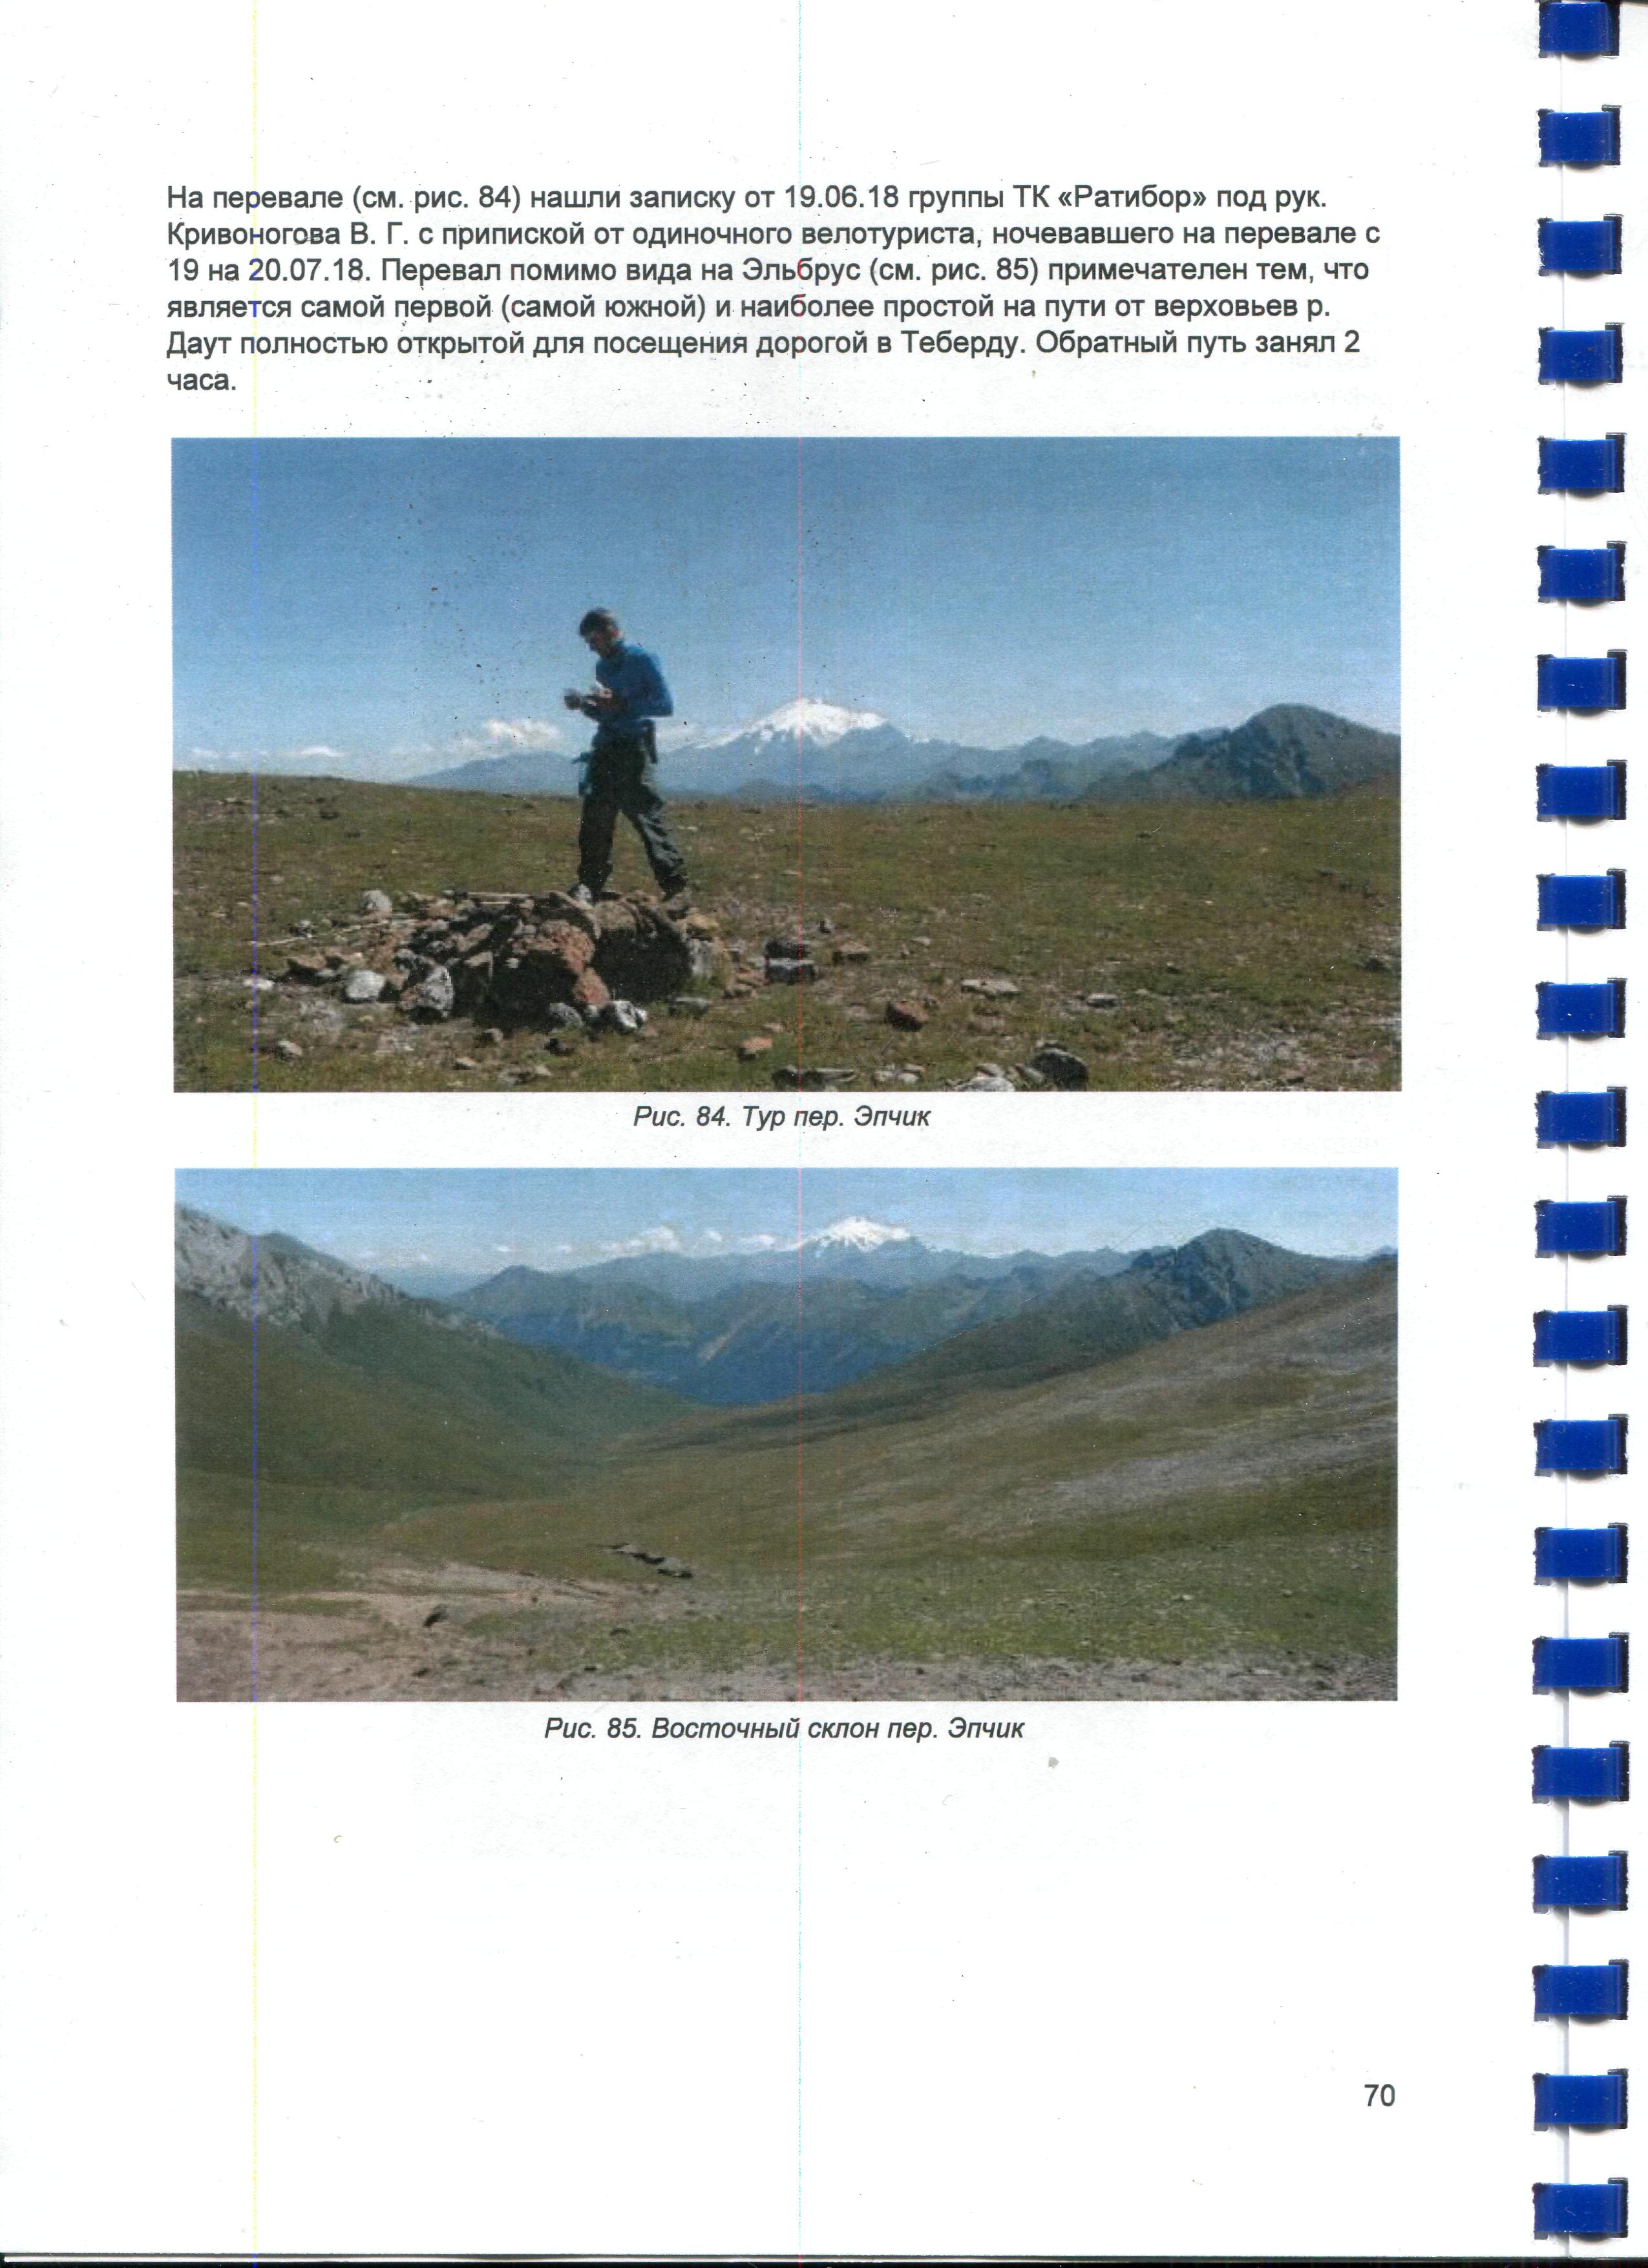 На перевале (см. рис. 84) нашли записку от 19.06.18 группы ТК «Ратибор» под рук.
Кривоногова В. Г. с припиской от одиночного велотуриста, ночевавшего на перевале с
19 на 20.07.18. Перевал помимо вида на Эльбрус (см. рис. 85) примечателен тем, что
является самой первой (самой южной) и наиболее простой на пути от верховьев р.
Даут полностью открытой для посещения дорогой в Теберду. Обратный путь занял 2
часа.
Рис. 84. Тур пер. Эпчик
Рис. 85. Восточный склон пер. Эпчик
70